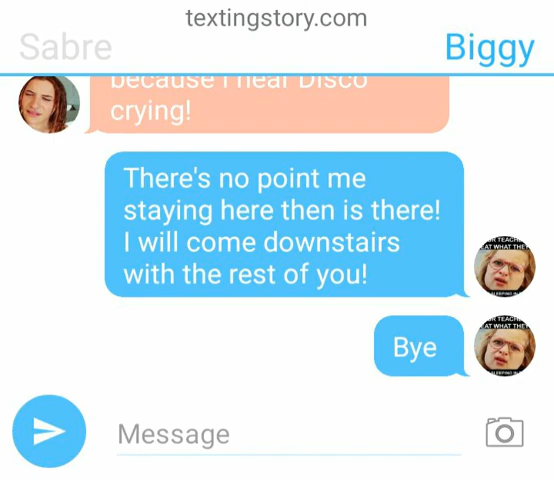 textingstory.com
Sabre
Biggy
because I hear Disco
crying!
There's no point me
staying here then is there!
I will come downstairs
with the rest of you!
Bye
Message